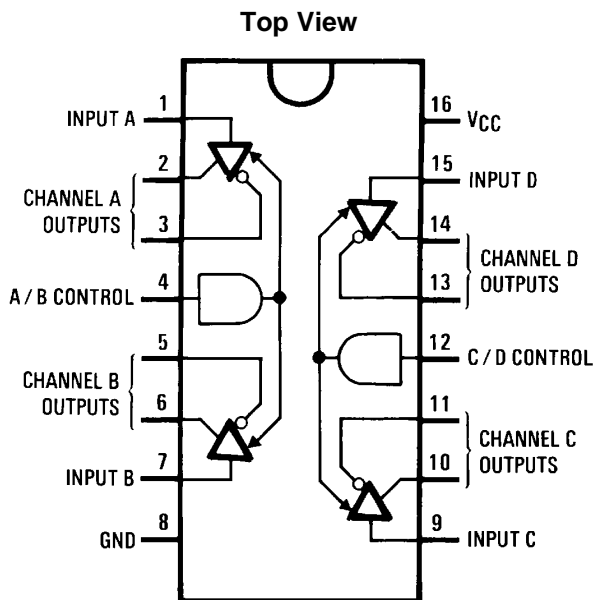 Top View
1
INPUT A
2
CHANNEL A
OUTPUTS
3
4
A / B CONTROL
5
CHANNEL B
OUTPUTS
6
7
INPUT B
8
GND
16
VCC
15
INPUT D
14
CHANNEL D
OUTPUTS
13
12
C / D CONTROL
11
CHANNEL C
OUTPUTS
10
9
INPUT C